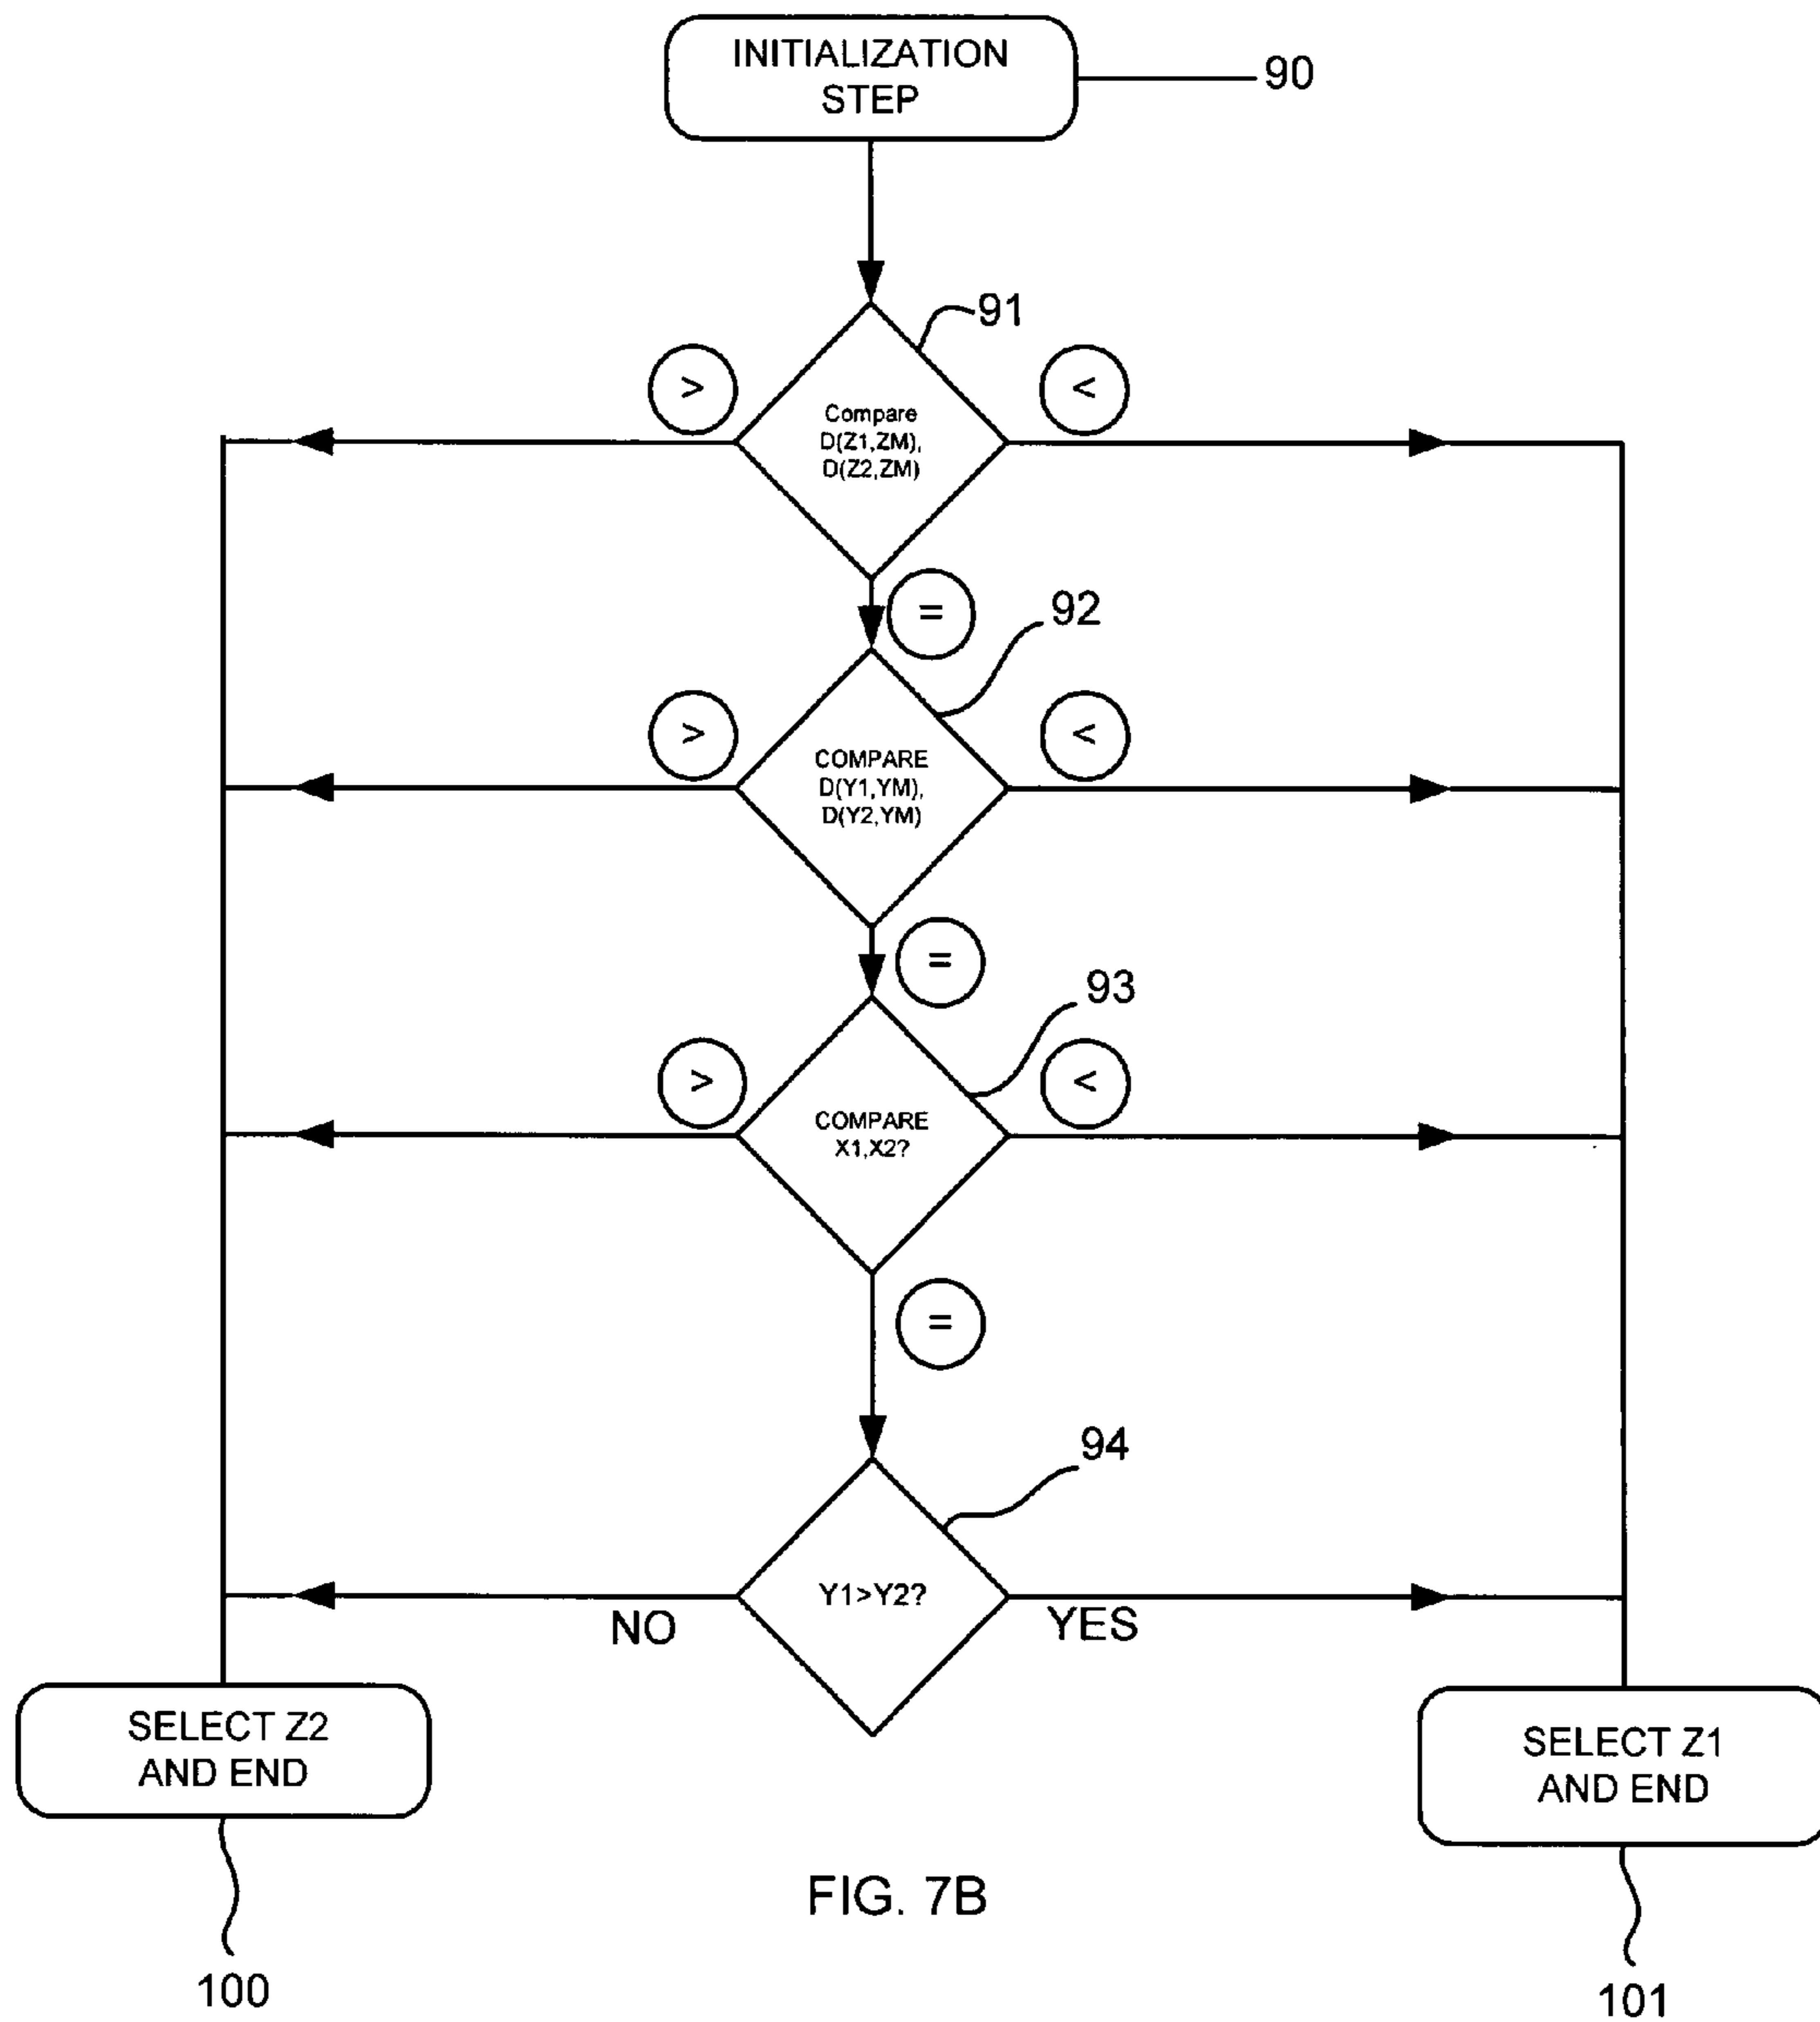 INITIALIZATION
STEP
90
91
>
<
Compare
D(Z1,ZM),
D(Z2,ZM)
=
92
>
<
COMPARE
D(Y1,YM),
D(Y2,YM)
=
93
>
<
COMPARE
X1,X2?
=
94
Y1>Y2?
NO
YES
SELECT Z2
AND END
SELECT Z1
AND END
FIG. 7B
100
101